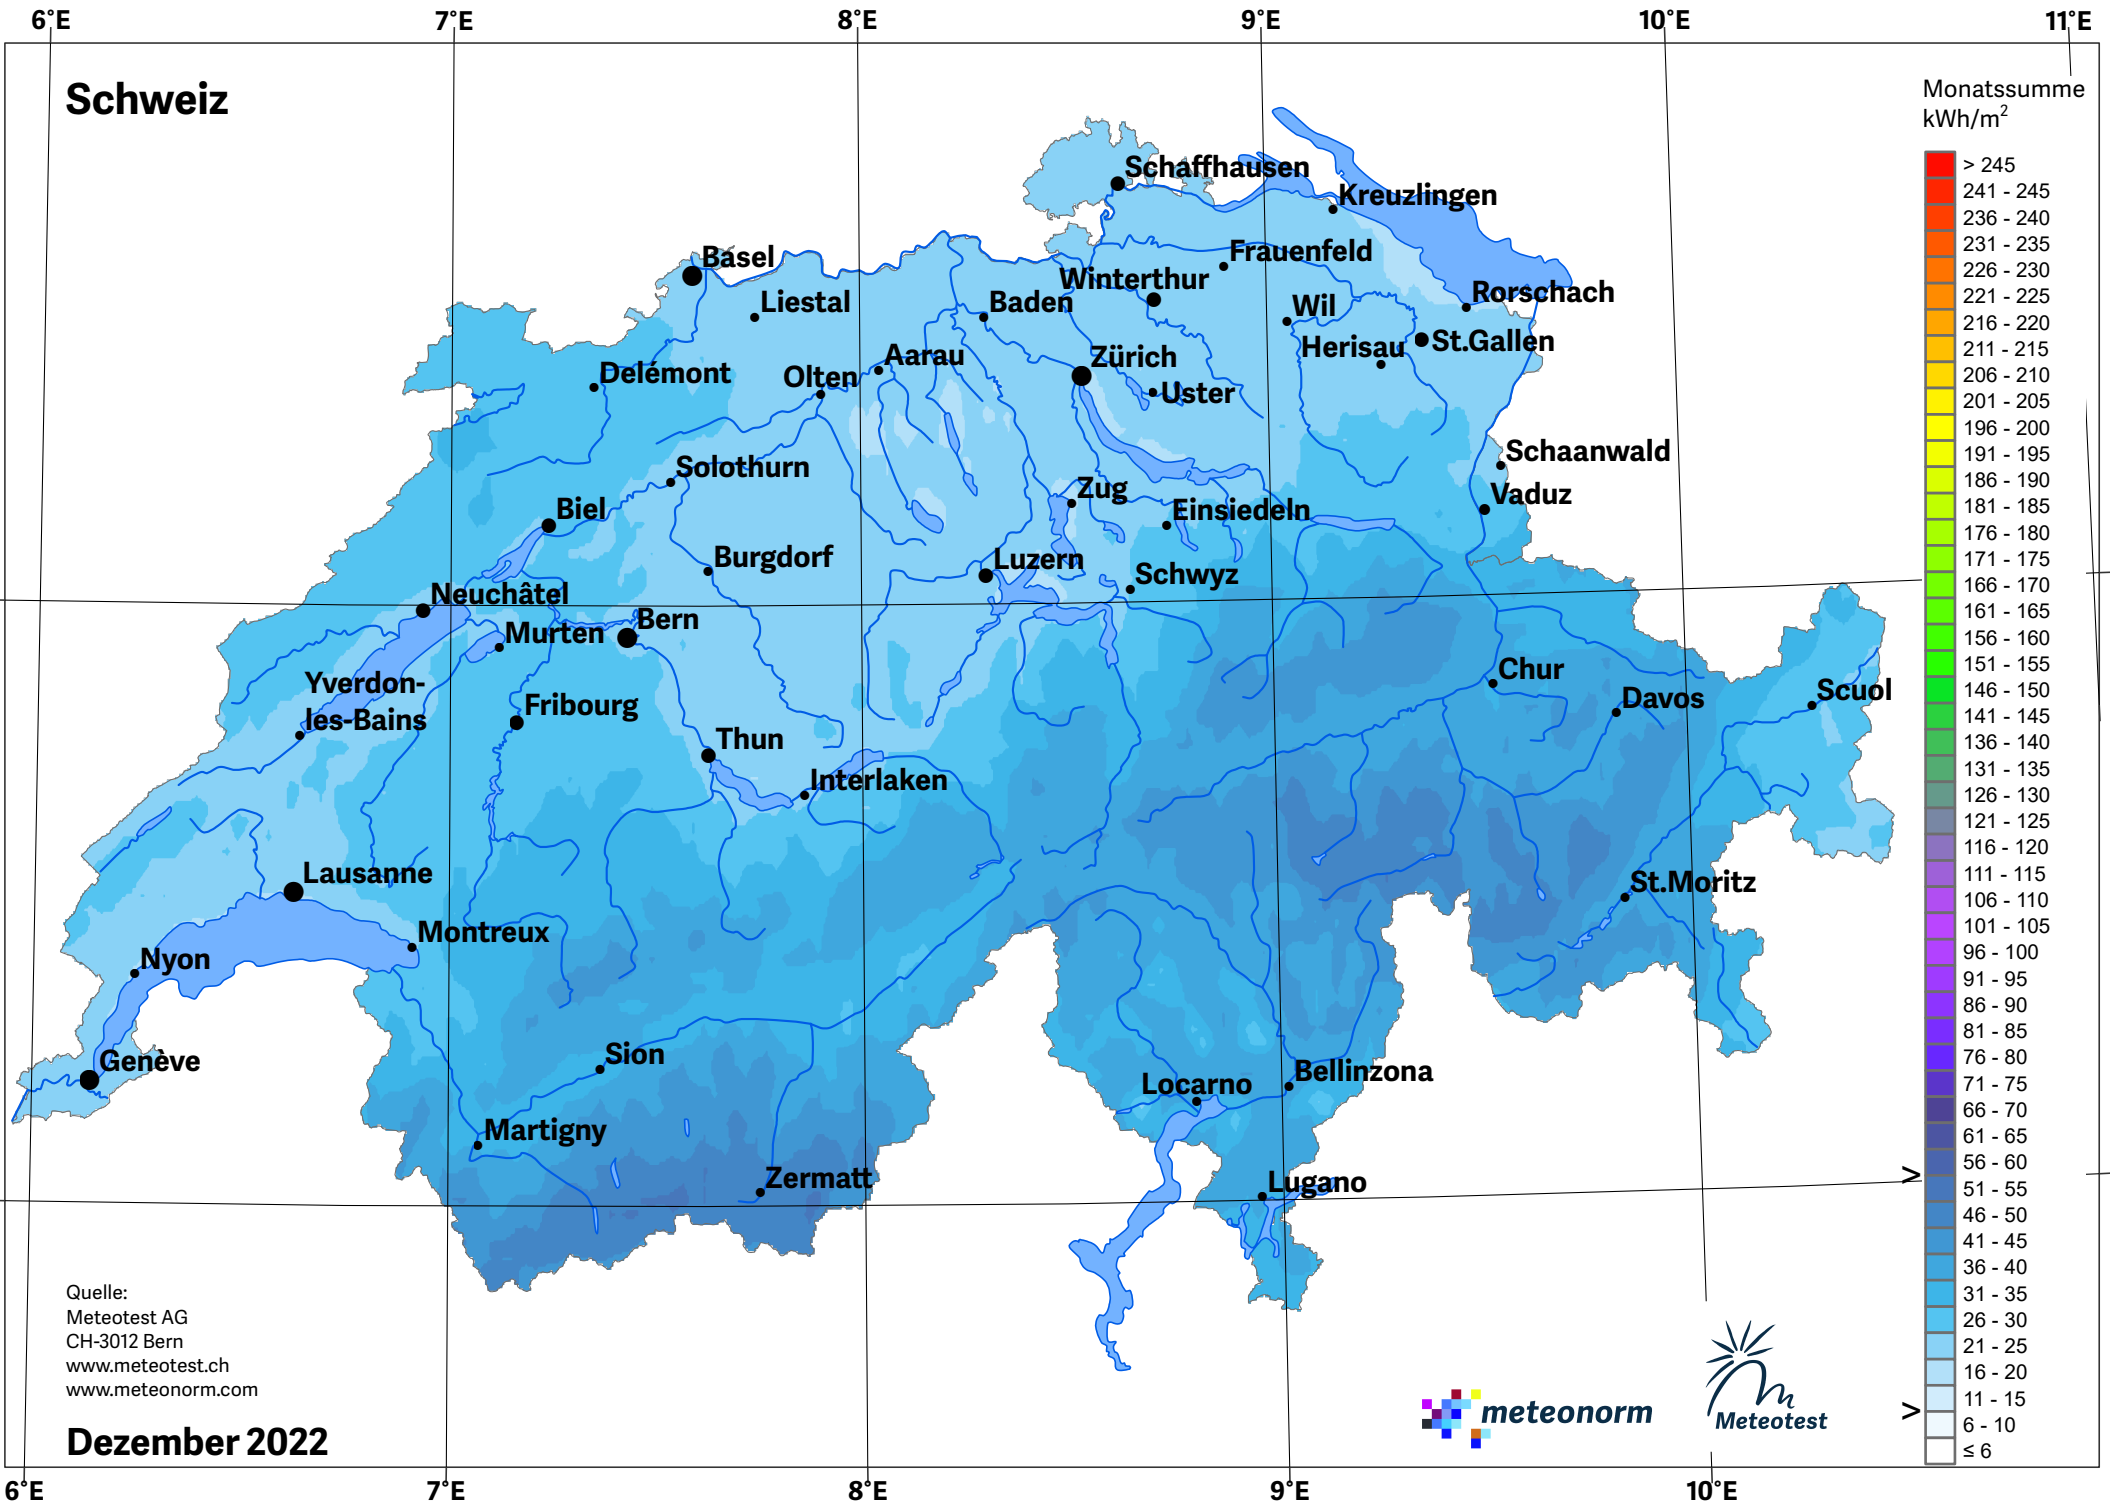 6°E 7°E 8°E 9°E 10°E 11°E
Schweiz
Monatssumme
kWh/m²
> 245
241 - 245
236 - 240
231 - 235
226 - 230
221 - 225
216 - 220
211 - 215
206 - 210
201 - 205
196 - 200
191 - 195
186 - 190
181 - 185
176 - 180
171 - 175
166 - 170
161 - 165
156 - 160
151 - 155
146 - 150
141 - 145
136 - 140
131 - 135
126 - 130
121 - 125
116 - 120
111 - 115
106 - 110
101 - 105
96 - 100
91 - 95
86 - 90
81 - 85
76 - 80
71 - 75
66 - 70
61 - 65
56 - 60
51 - 55
46 - 50
41 - 45
36 - 40
31 - 35
26 - 30
21 - 25
16 - 20
11 - 15
6 - 10
≤ 6
>
>
Schaffhausen
Kreuzlingen
Basel
Frauenfeld
Winterthur
Liestal
Baden
Wil
Rorschach
Herisau
St.Gallen
Delémont
Olten
Aarau
Zürich
Uster
Solothurn
Schaanwald
Vaduz
Biel
Zug
Einsiedeln
Burgdorf
Luzern
Schwyz
Neuchâtel
Murten
Bern
Yverdon-
les-Bains
Fribourg
Chur
Davos
Scuol
Thun
Interlaken
Lausanne
St.Moritz
Montreux
Nyon
Genève
Sion
Bellinzona
Locarno
Martigny
Zermatt
Lugano
Quelle:
Meteotest AG
CH-3012 Bern
www.meteotest.ch
www.meteonorm.com
Dezember 2022
meteonorm
Meteotest
6°E 7°E 8°E 9°E 10°E